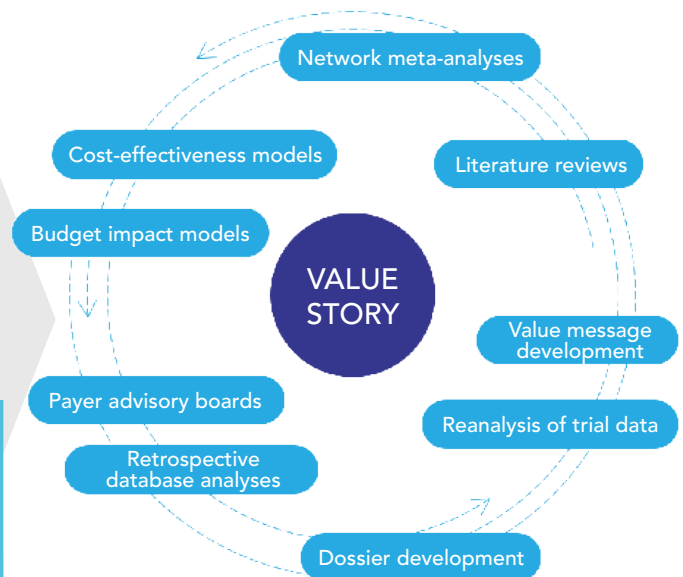 Network meta-analyses
Cost-effectiveness models
Literature reviews
Budget impact models
VALUE
STORY
Value message
development
Payer advisory boards
Reanalysis of trial data
Retrospective
database analyses
Dossier development